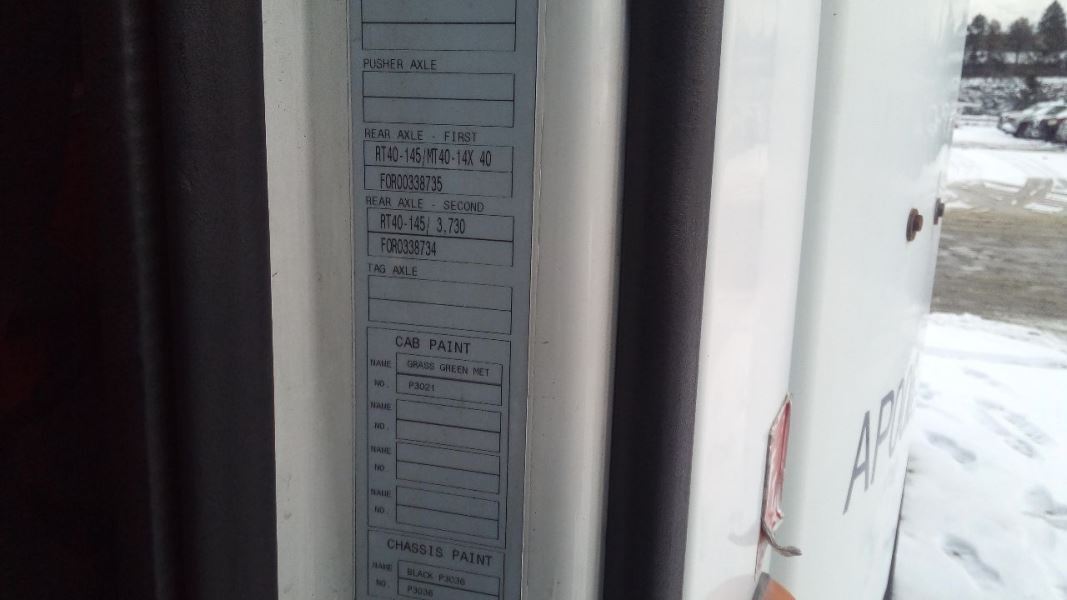 PUSHER AXLE
REAR AXLE - FIRST
RT40-145/MT40-14X 40
FOR00338735
REAR AXLE - SECOND
RT40-145/ 3.730
FOR0338734
TAG AXLE
CAB PAINT
NAME GRASS GREEN MET
NO. P3021
NAME
NO.
NAME
NO.
NAME
NO.
CHASSIS PAINT
NAME BLACK P3036
NO. P3036